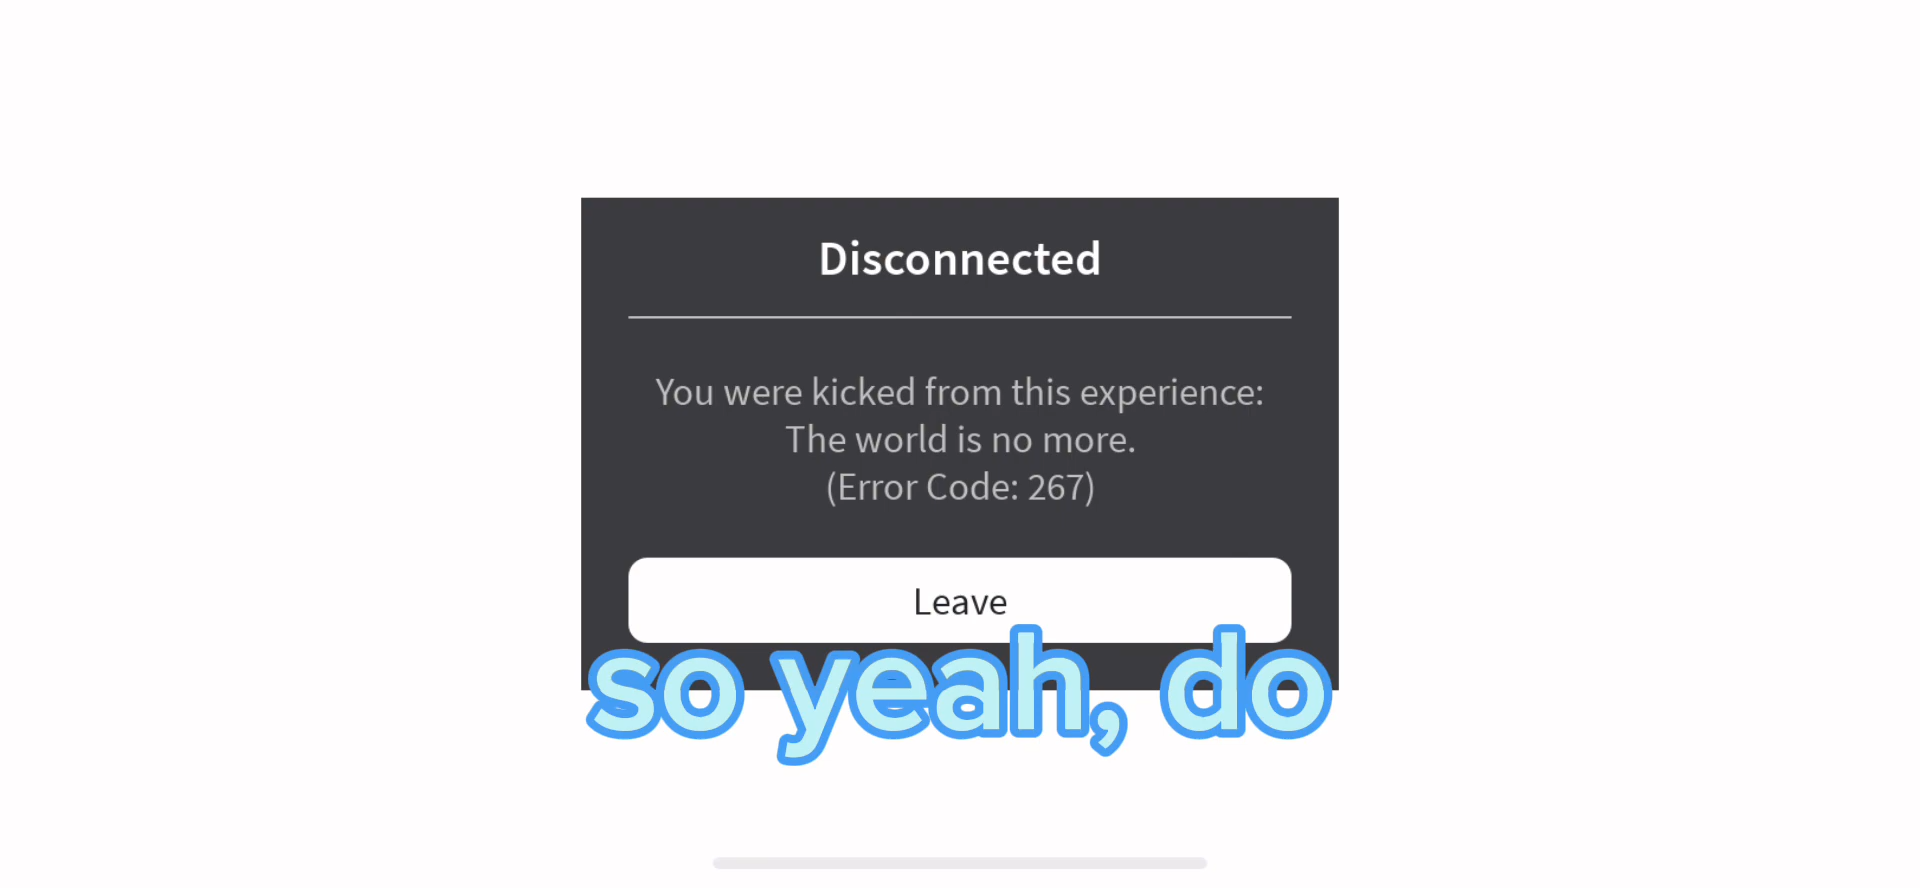 Disconnected
You were kicked from this experience:
The world is no more.
(Error Code: 267)
Leave
so yeah, do